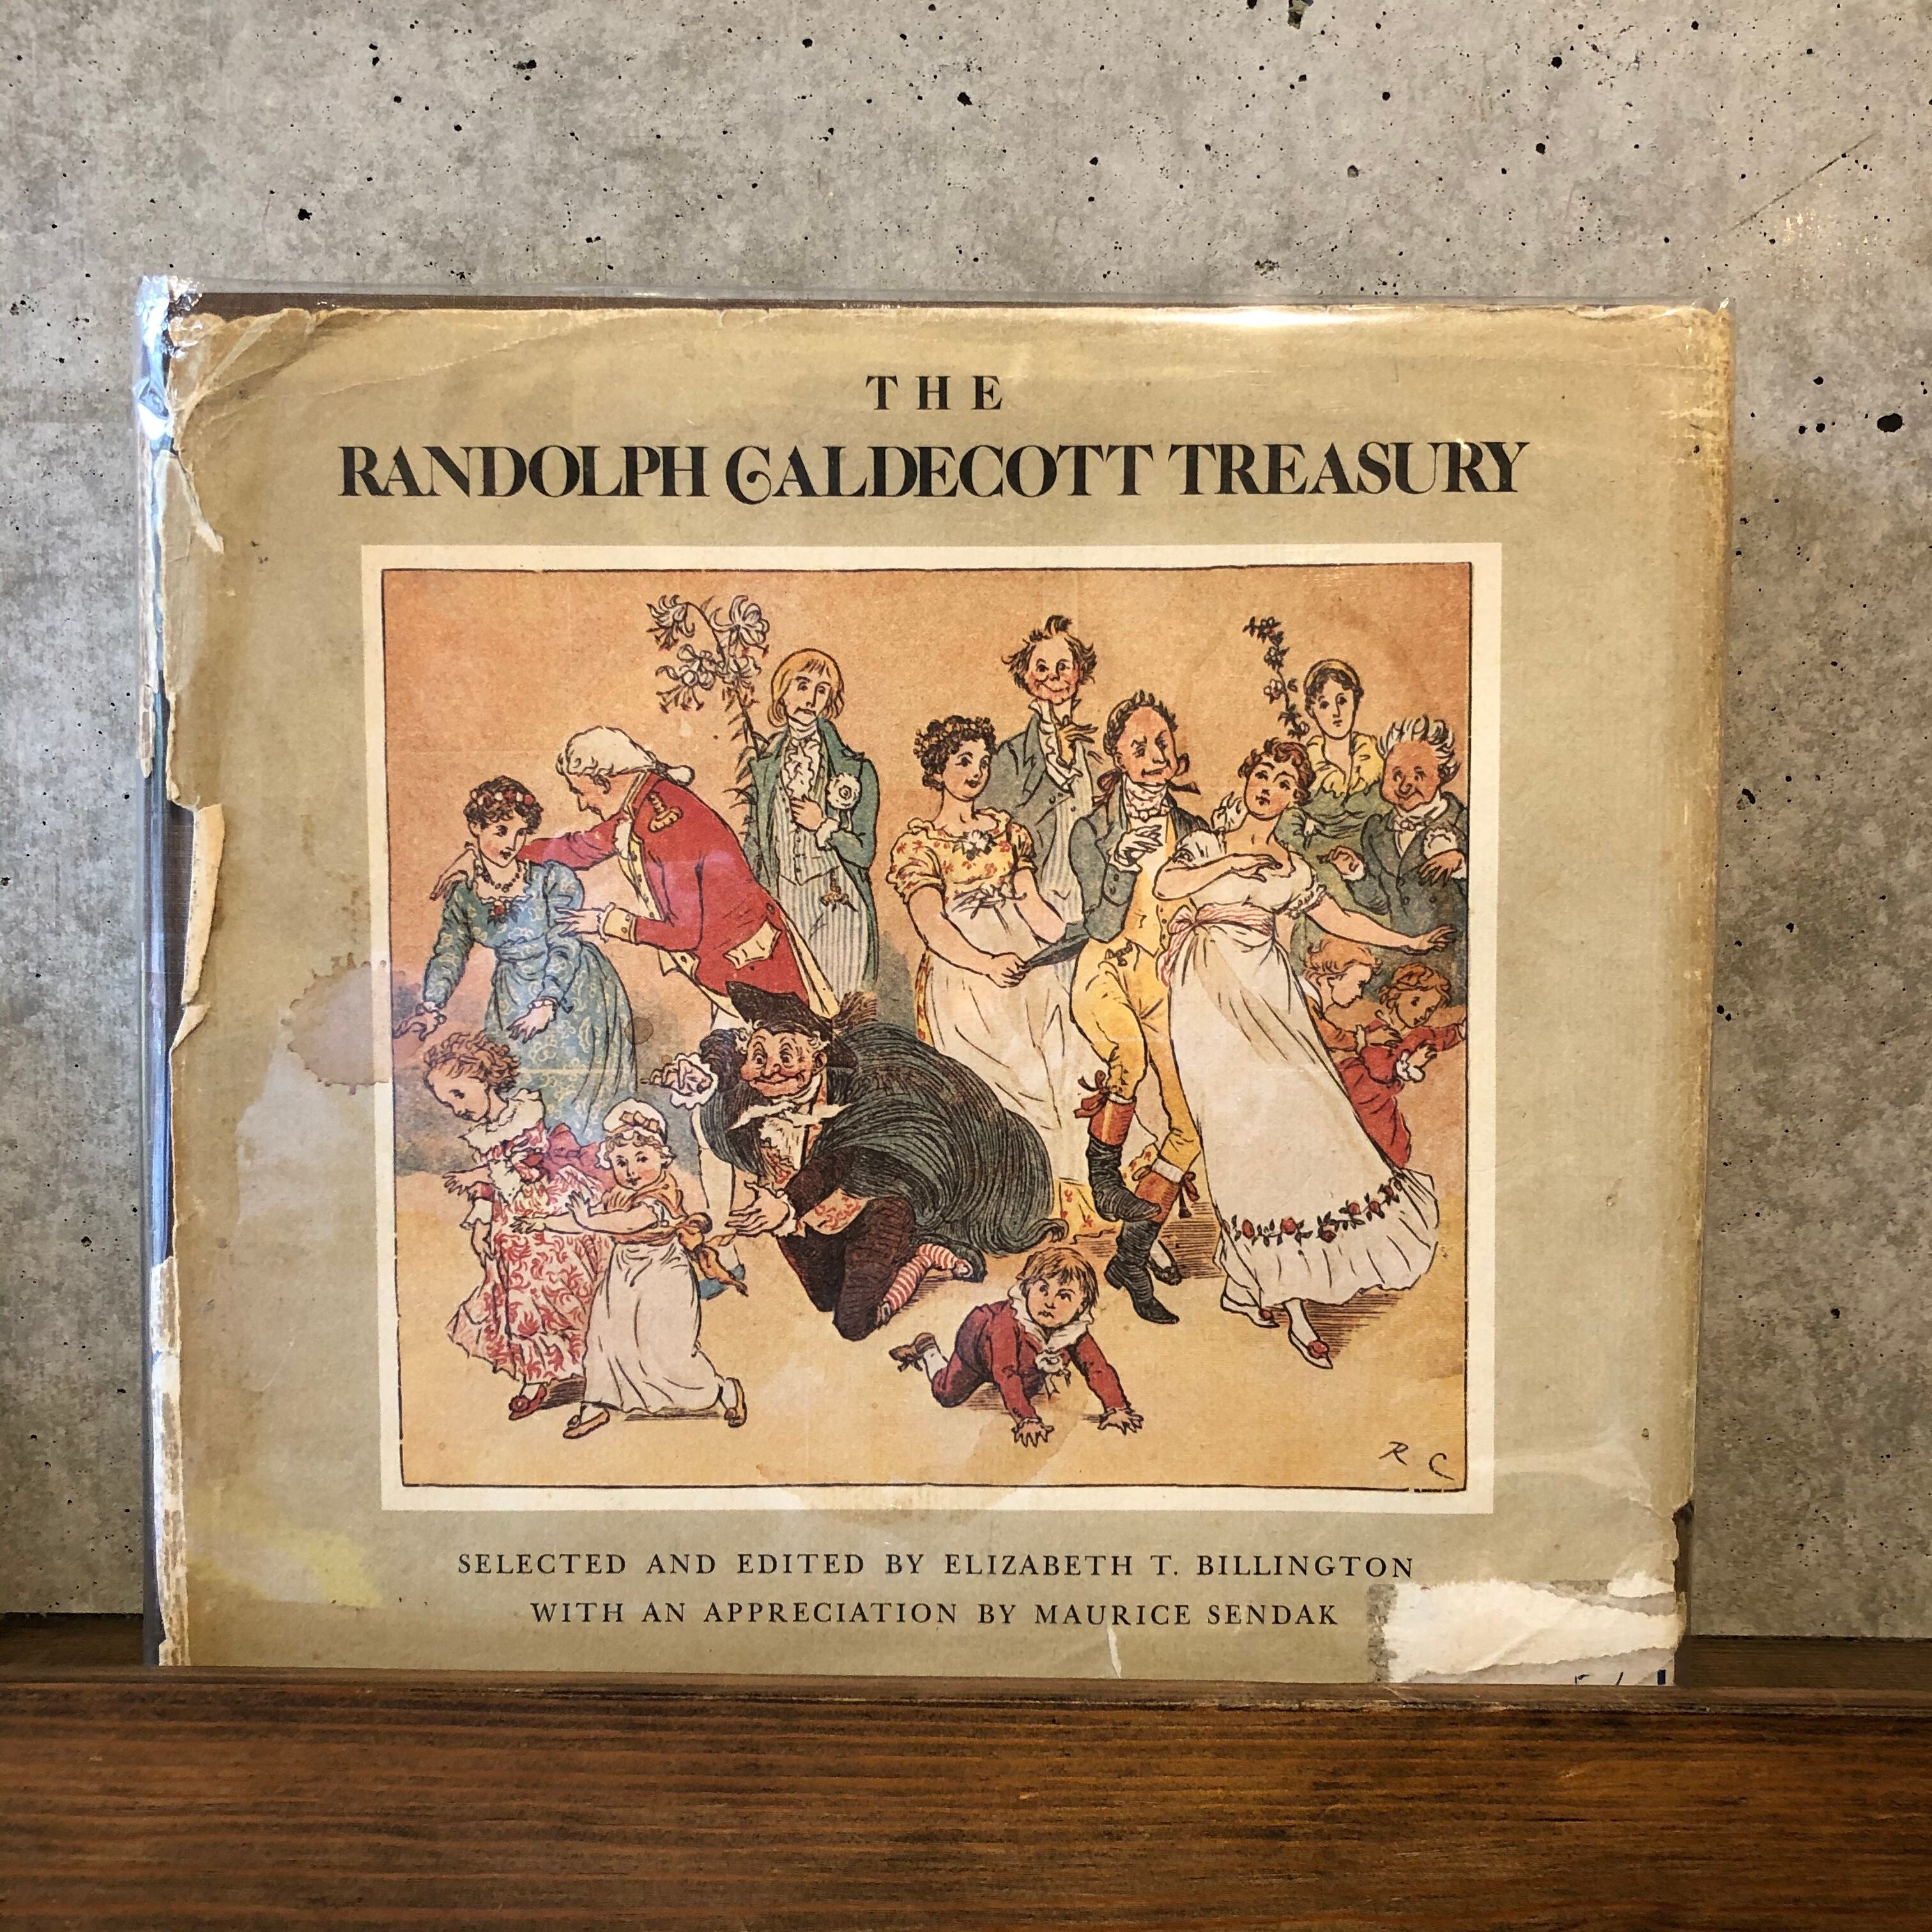 THE
RANDOLPH CALDECOTT TREASURY
R C
SELECTED AND EDITED BY ELIZABETH T. BILLINGTON
WITH AN APPRECIATION BY MAURICE SENDAK